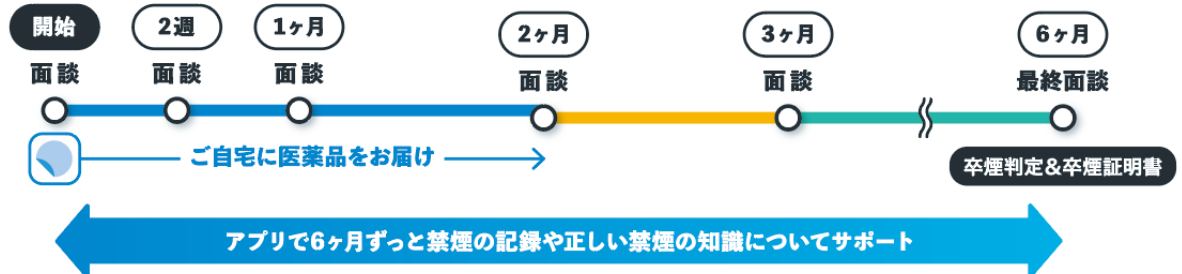 開始
面談
2週
面談
1ヶ月
面談
2ヶ月
面談
3ヶ月
面談
6ヶ月
最終面談
ご自宅に医薬品をお届け
卒煙判定&卒煙証明書
アプリで6ヶ月ずっと禁煙の記録や正しい禁煙の知識についてサポート